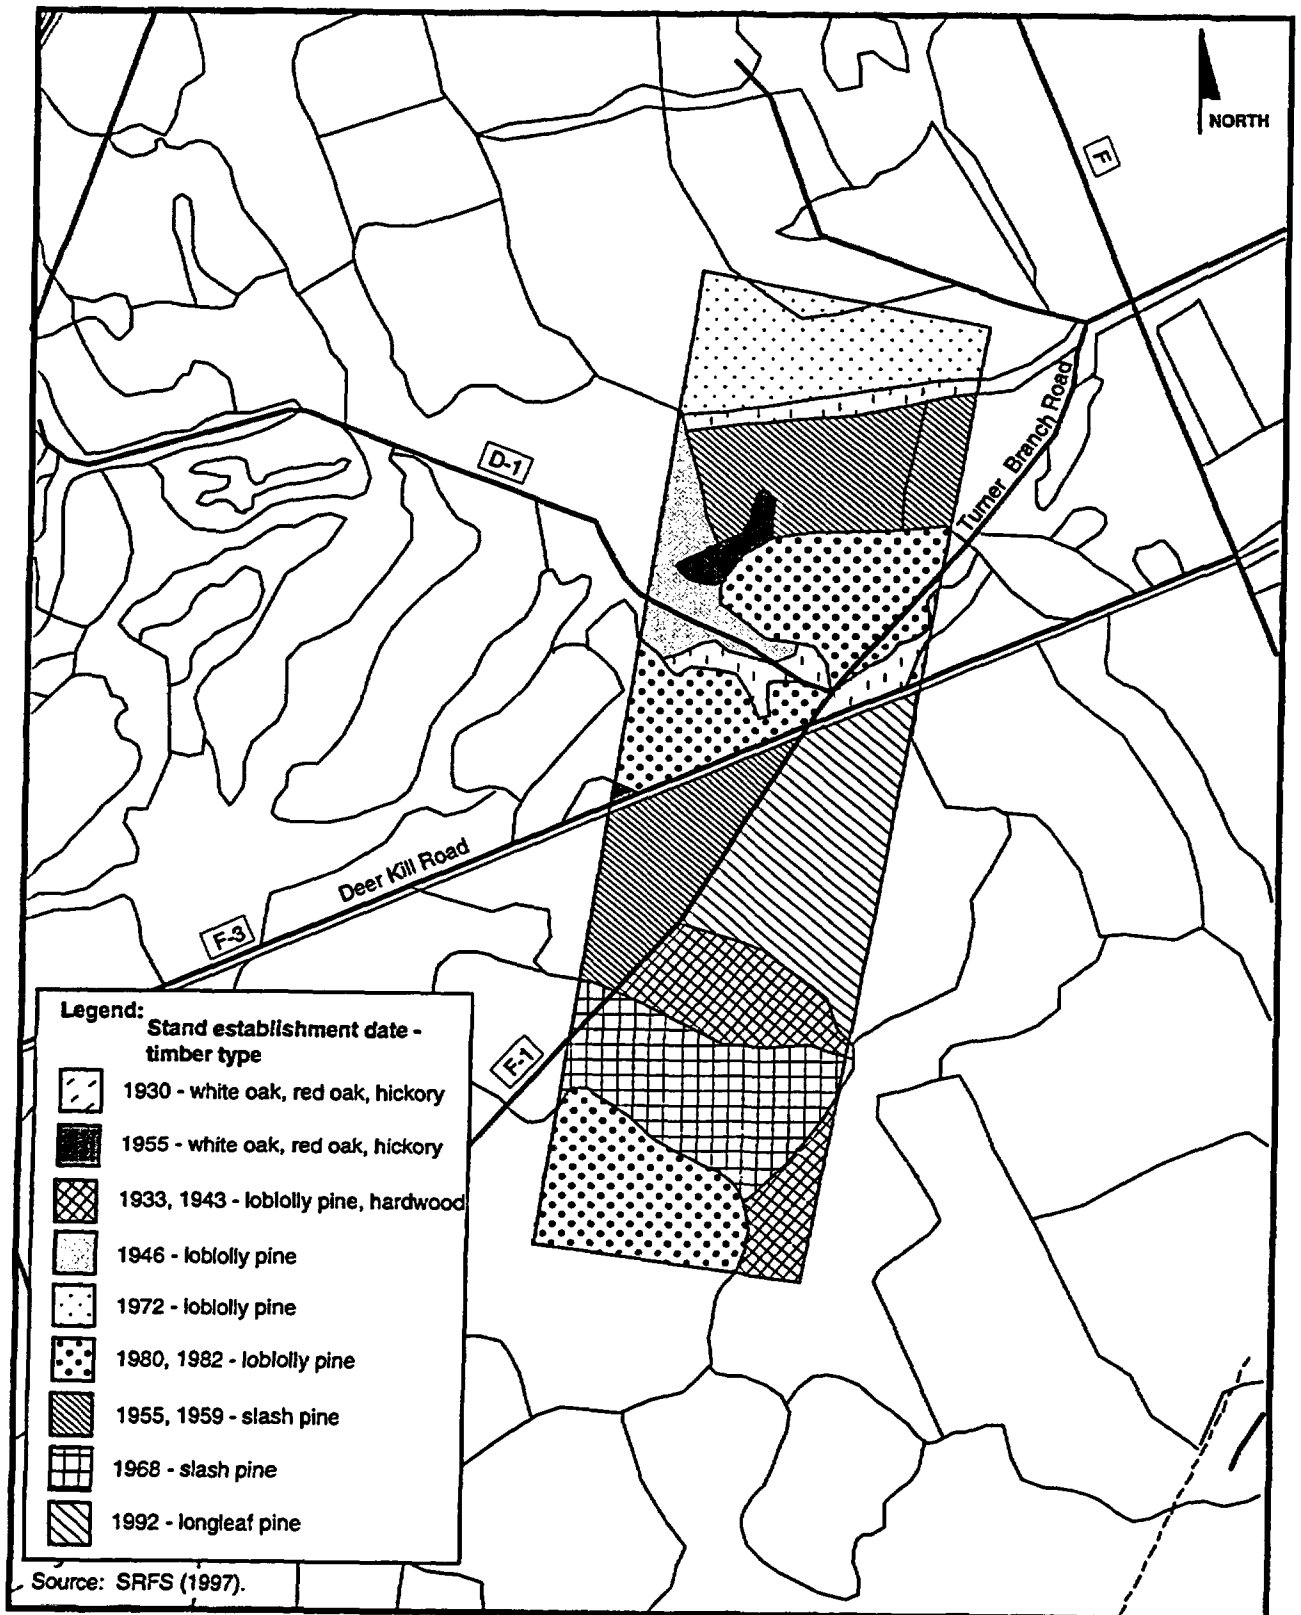 NORTH
F
D-1
Turner Branch Road
Deer Kill Road
F-3
F-1
Legend:
Stand establishment date -
timber type
1930 - white oak, red oak, hickory
1955 - white oak, red oak, hickory
1933, 1943 - loblolly pine, hardwood
1946 - loblolly pine
1972 - loblolly pine
1980, 1982 - loblolly pine
1955, 1959 - slash pine
1968 - slash pine
1992 - longleaf pine
Source: SRFS (1997).